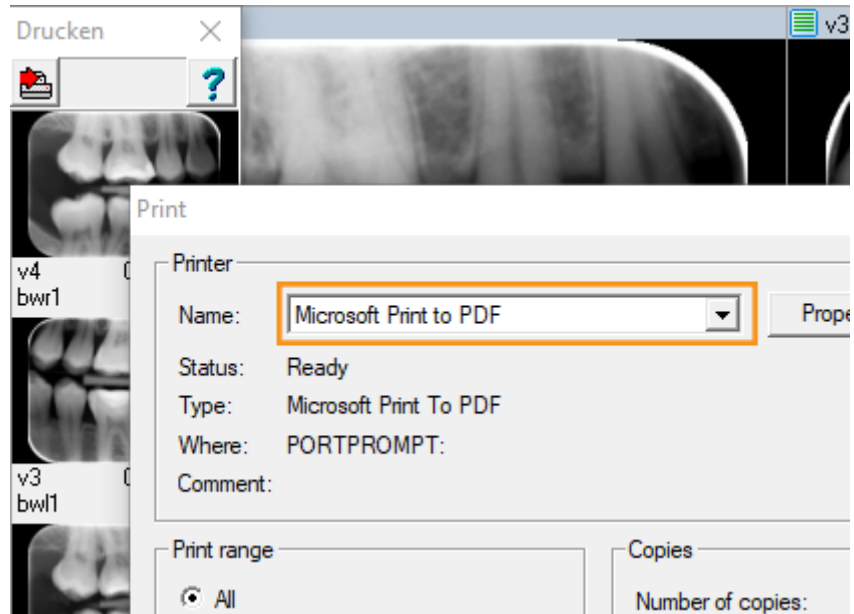 Drucken
v3
v4
bwr1
v3
bwl1
Print
Printer
Name: Microsoft Print to PDF
Status: Ready
Type: Microsoft Print To PDF
Where: PORTPROMPT:
Comment:
Print range
All
Copies
Number of copies: